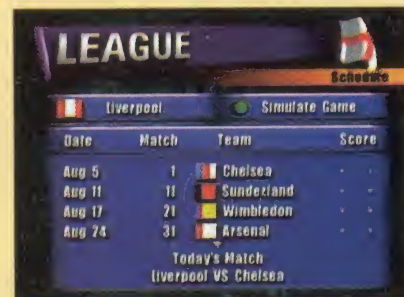 LEAGUE
Schedule
Liverpool Simulate Game
Date Match Team Score
Aug 5 1 Chelsea - -
Aug 11 11 Sunderland - -
Aug 17 21 Wimbledon - -
Aug 24 31 Arsenal - -
Today's Match
Liverpool VS Chelsea